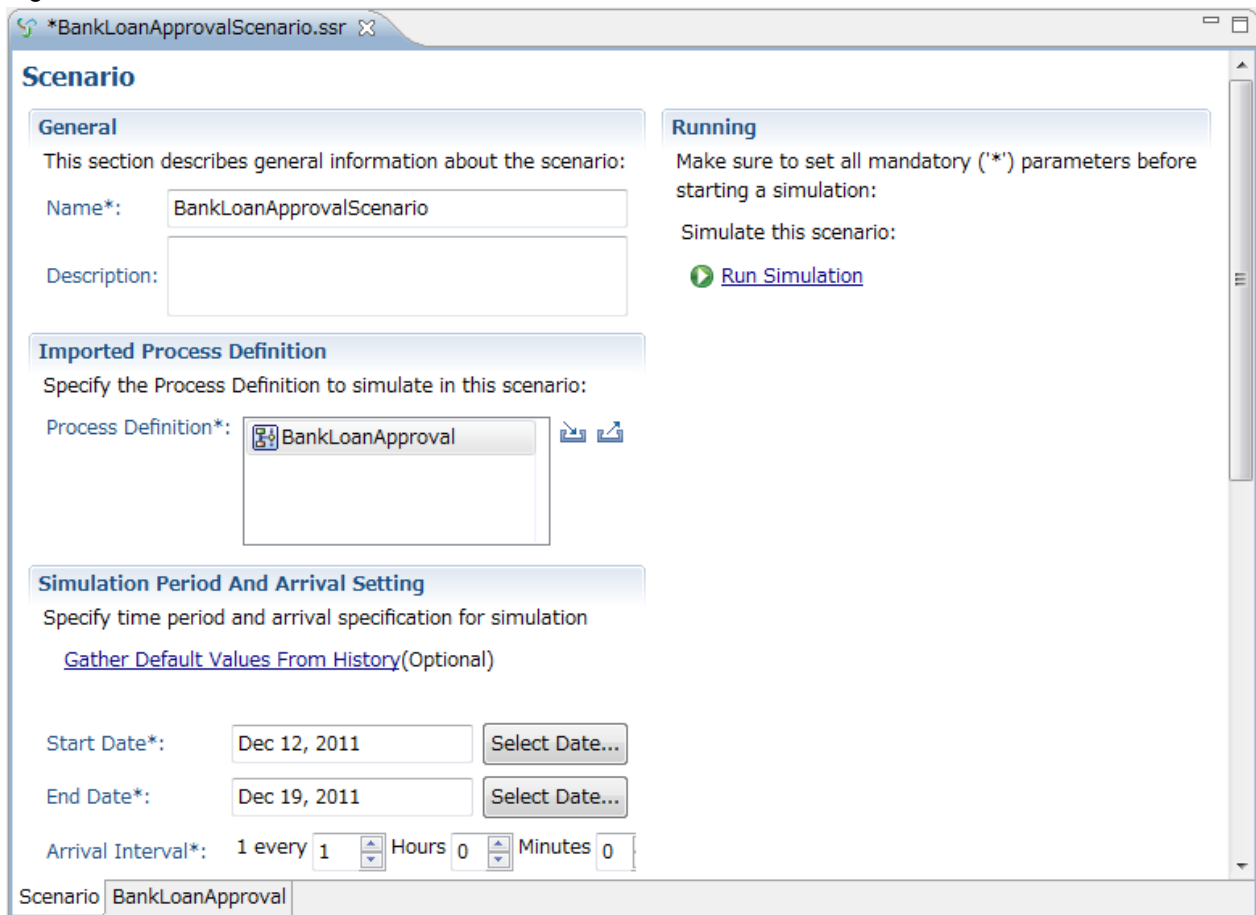 *BankLoanApprovalScenario.ssr
Scenario
General
This section describes general information about the scenario:
Name*: BankLoanApprovalScenario
Description:
Imported Process Definition
Specify the Process Definition to simulate in this scenario:
Process Definition*: BankLoanApproval
Simulation Period And Arrival Setting
Specify time period and arrival specification for simulation
Gather Default Values From History(Optional)
Start Date*: Dec 12, 2011 Select Date...
End Date*: Dec 19, 2011 Select Date...
Arrival Interval*: 1 every 1 Hours 0 Minutes 0
Running
Make sure to set all mandatory ('*') parameters before
starting a simulation:
Simulate this scenario:
Run Simulation
Scenario BankLoanApproval